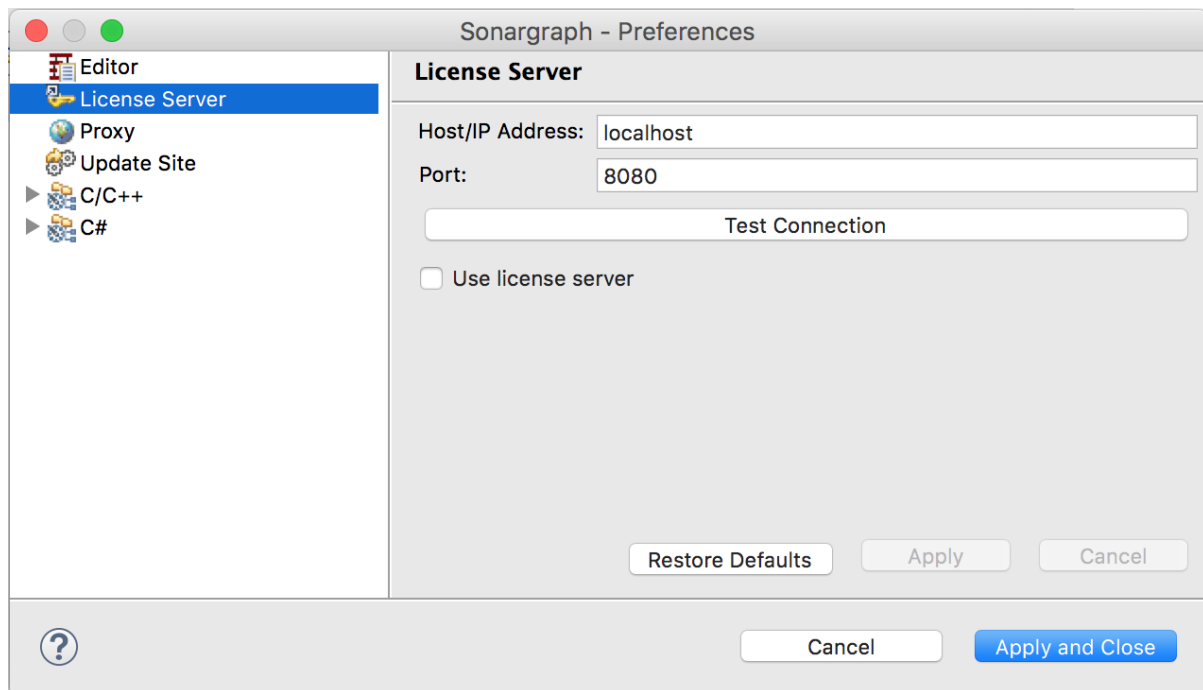 Sonargraph - Preferences
Editor
License Server
Proxy
Update Site
C/C++
C#
License Server
Host/IP Address: localhost
Port: 8080
Test Connection
Use license server
Restore Defaults Apply Cancel
? Cancel Apply and Close